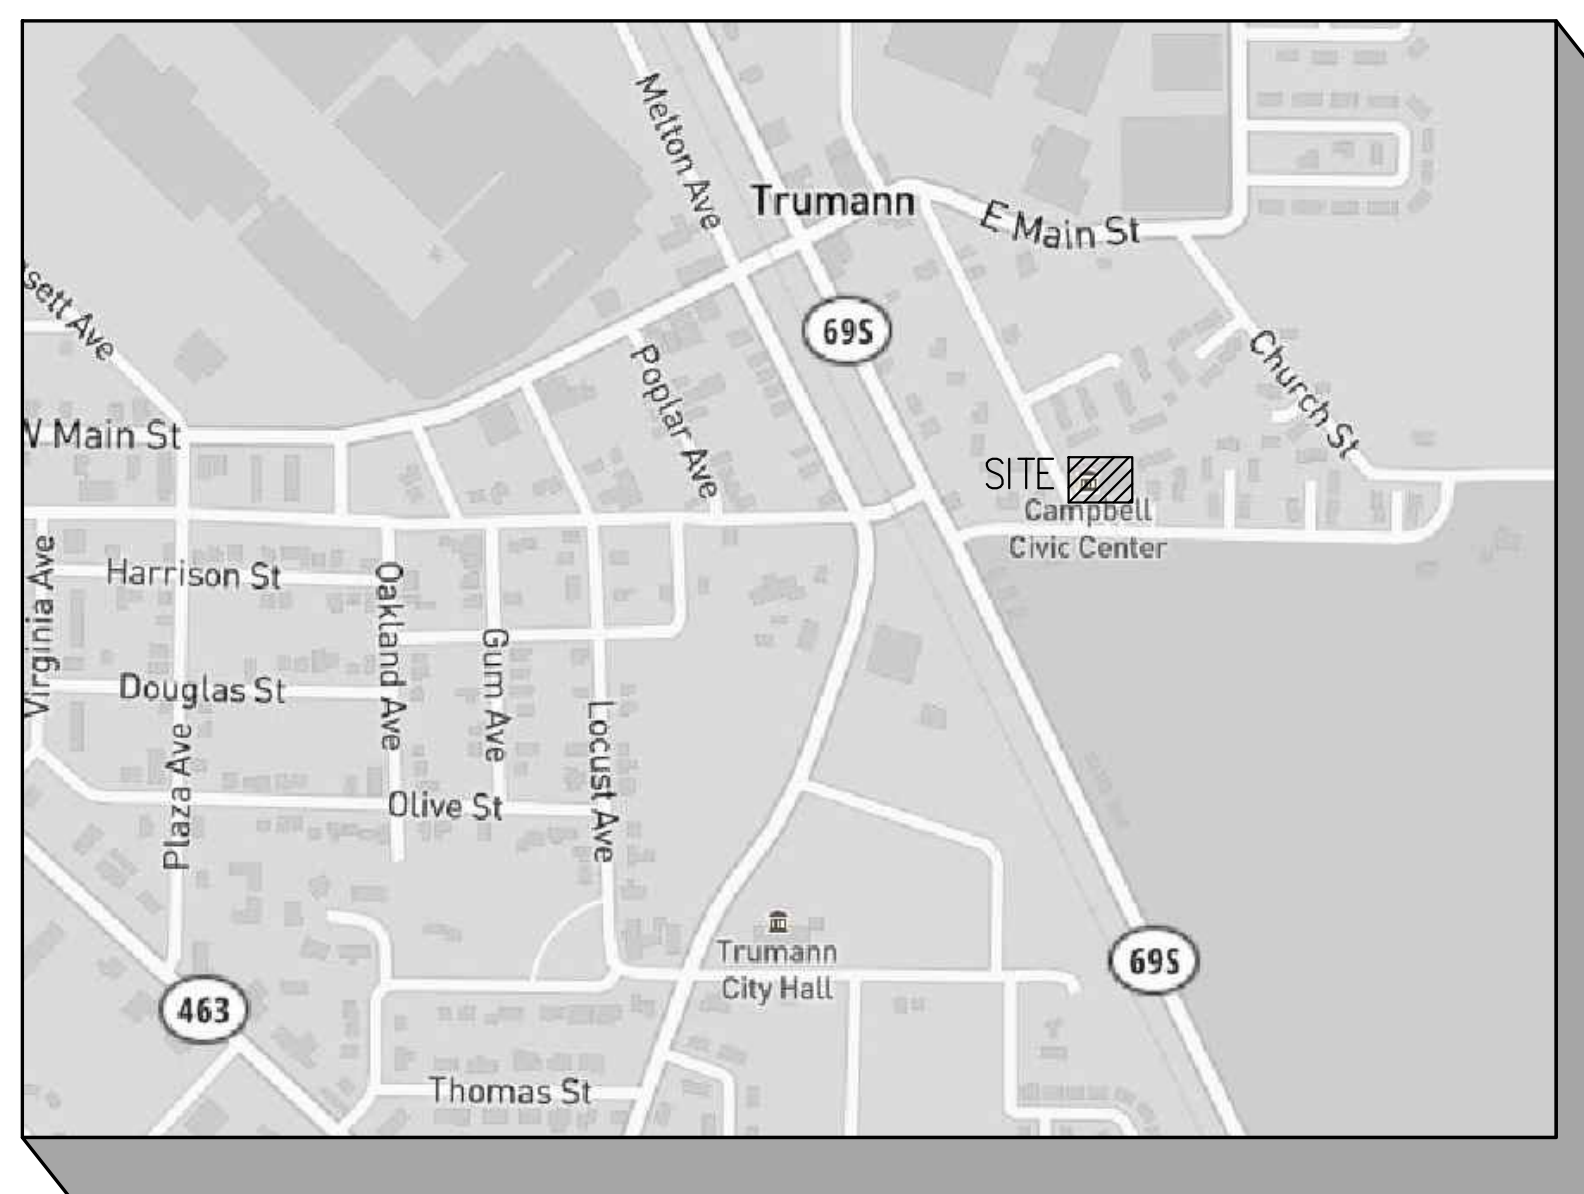 Melton Ave
Trumann
E Main St
sett Ave
69S
Church St
Poplar Ave
W Main St
SITE
Campbell
Civic Center
Virginia Ave
Harrison St
Oakland Ave
Gum Ave
Douglas St
Locust Ave
Plaza Ave
Olive St
Trumann
City Hall
69S
463
Thomas St